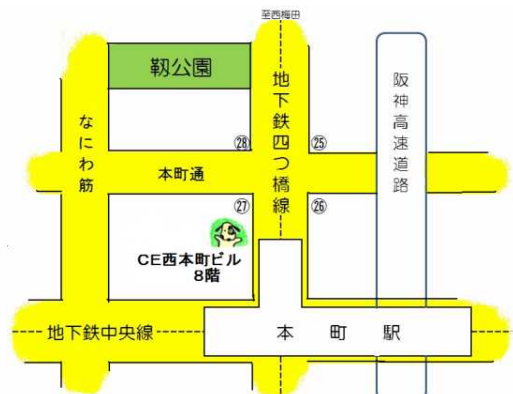 至西梅田
靱公園
地下鉄四つ橋線
阪神高速道路
なにわ筋
㉘
㉕
本町通
㉗
㉖
CE西本町ビル
8階
地下鉄中央線
本町駅